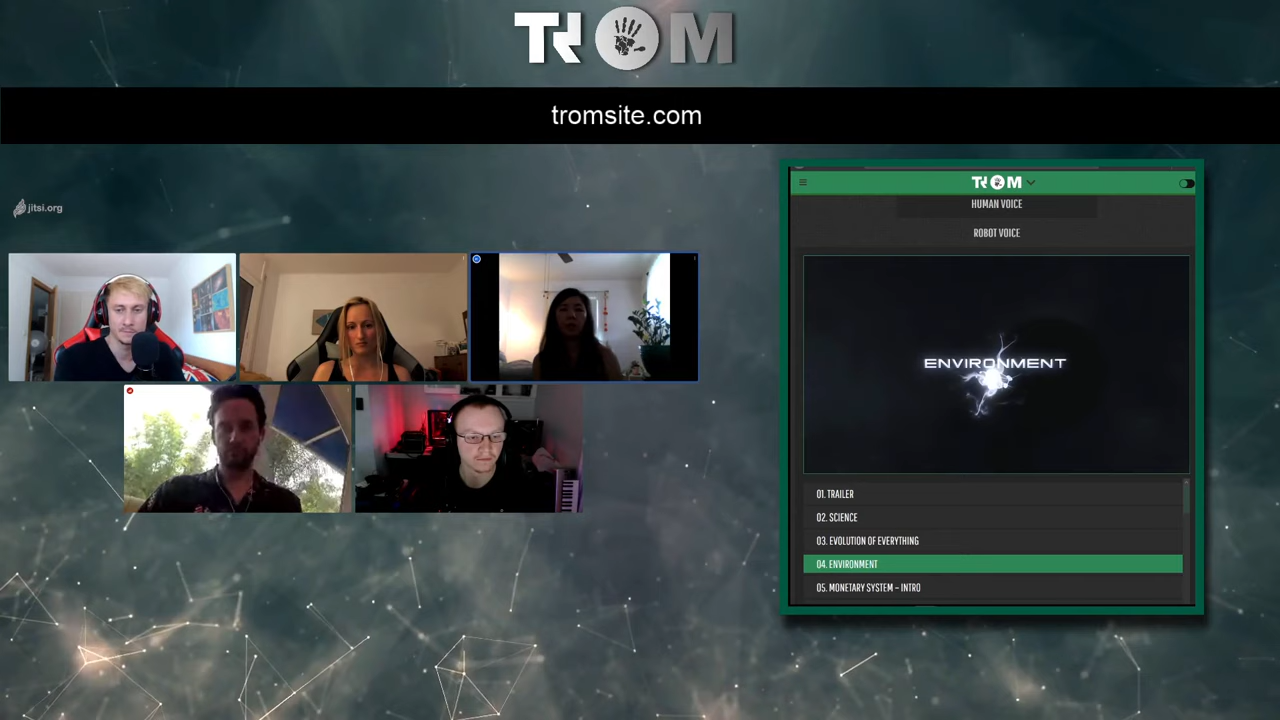 TROM
tromsite.com
jitsi.org
TROM
HUMAN VOICE
ROBOT VOICE
ENVIRONMENT
01. TRAILER
02. SCIENCE
03. EVOLUTION OF EVERYTHING
04. ENVIRONMENT
05. MONETARY SYSTEM – INTRO